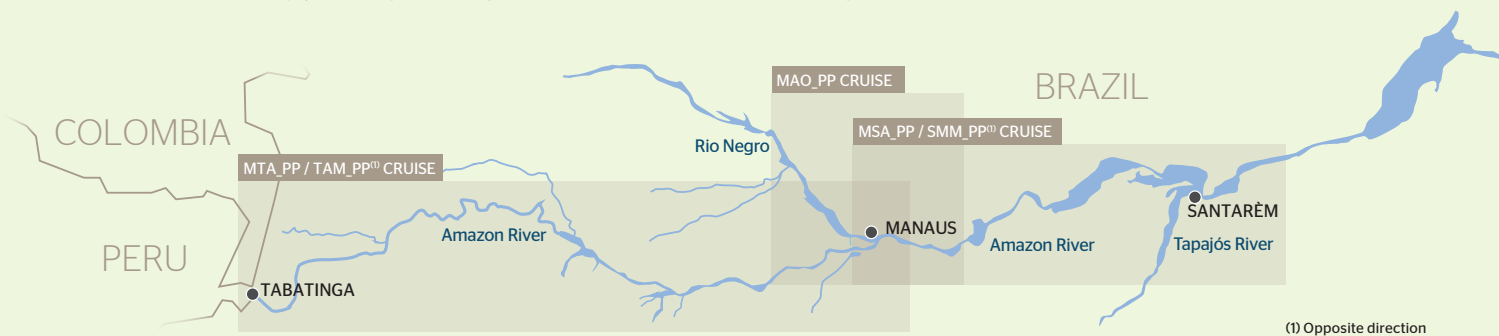 MAO_PP CRUISE
BRAZIL
COLOMBIA
MSA_PP / SMM_PP⁽¹⁾ CRUISE
Rio Negro
MTA_PP / TAM_PP⁽¹⁾ CRUISE
SANTARÈM
MANAUS
Amazon River
Amazon River
Tapajós River
PERU
TABATINGA
(1) Opposite direction